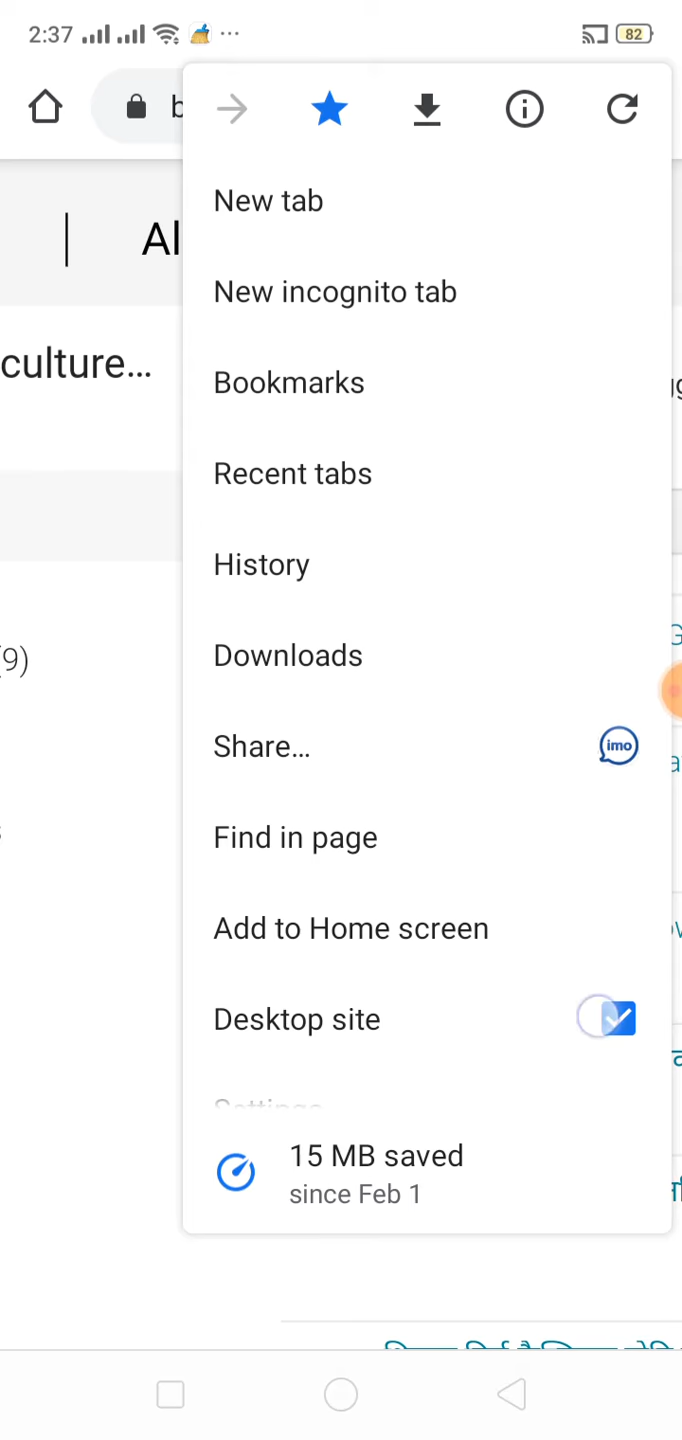 2:37
82
Al
New tab
New incognito tab
culture...
Bookmarks
Recent tabs
History
(9)
Downloads
Share...
imo
Find in page
Add to Home screen
Desktop site
Settings
15 MB saved
since Feb 1